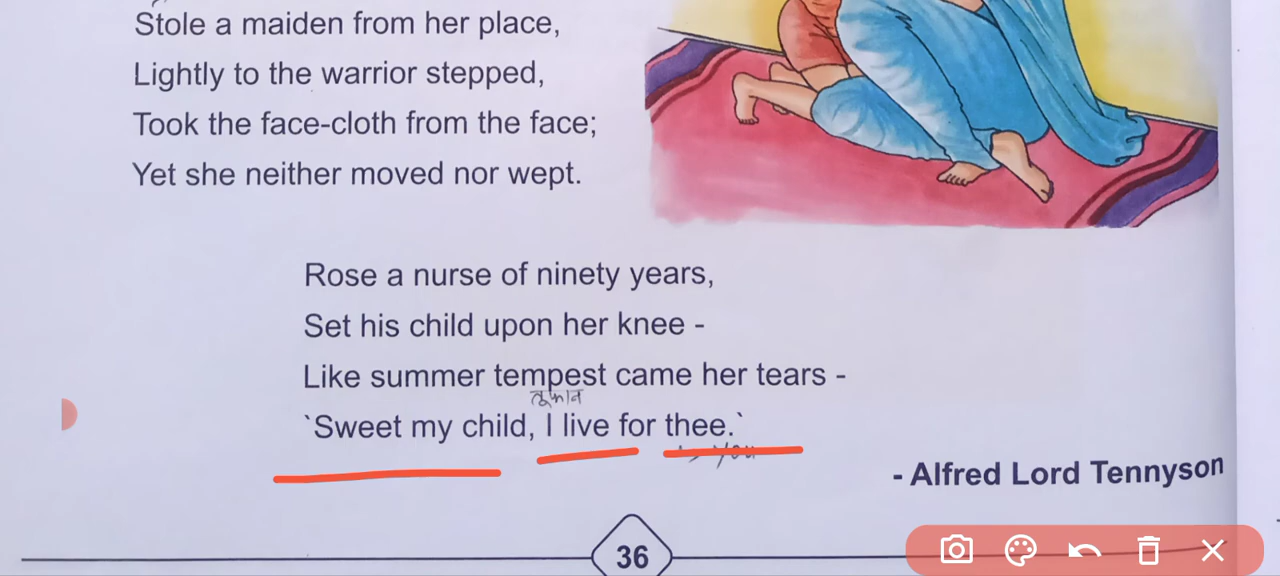 Stole a maiden from her place,
Lightly to the warrior stepped,
Took the face-cloth from the face;
Yet she neither moved nor wept.
Rose a nurse of ninety years,
Set his child upon her knee -
Like summer tempest came her tears -
तूफान
`Sweet my child, I live for thee.`
you
- Alfred Lord Tennyson
36